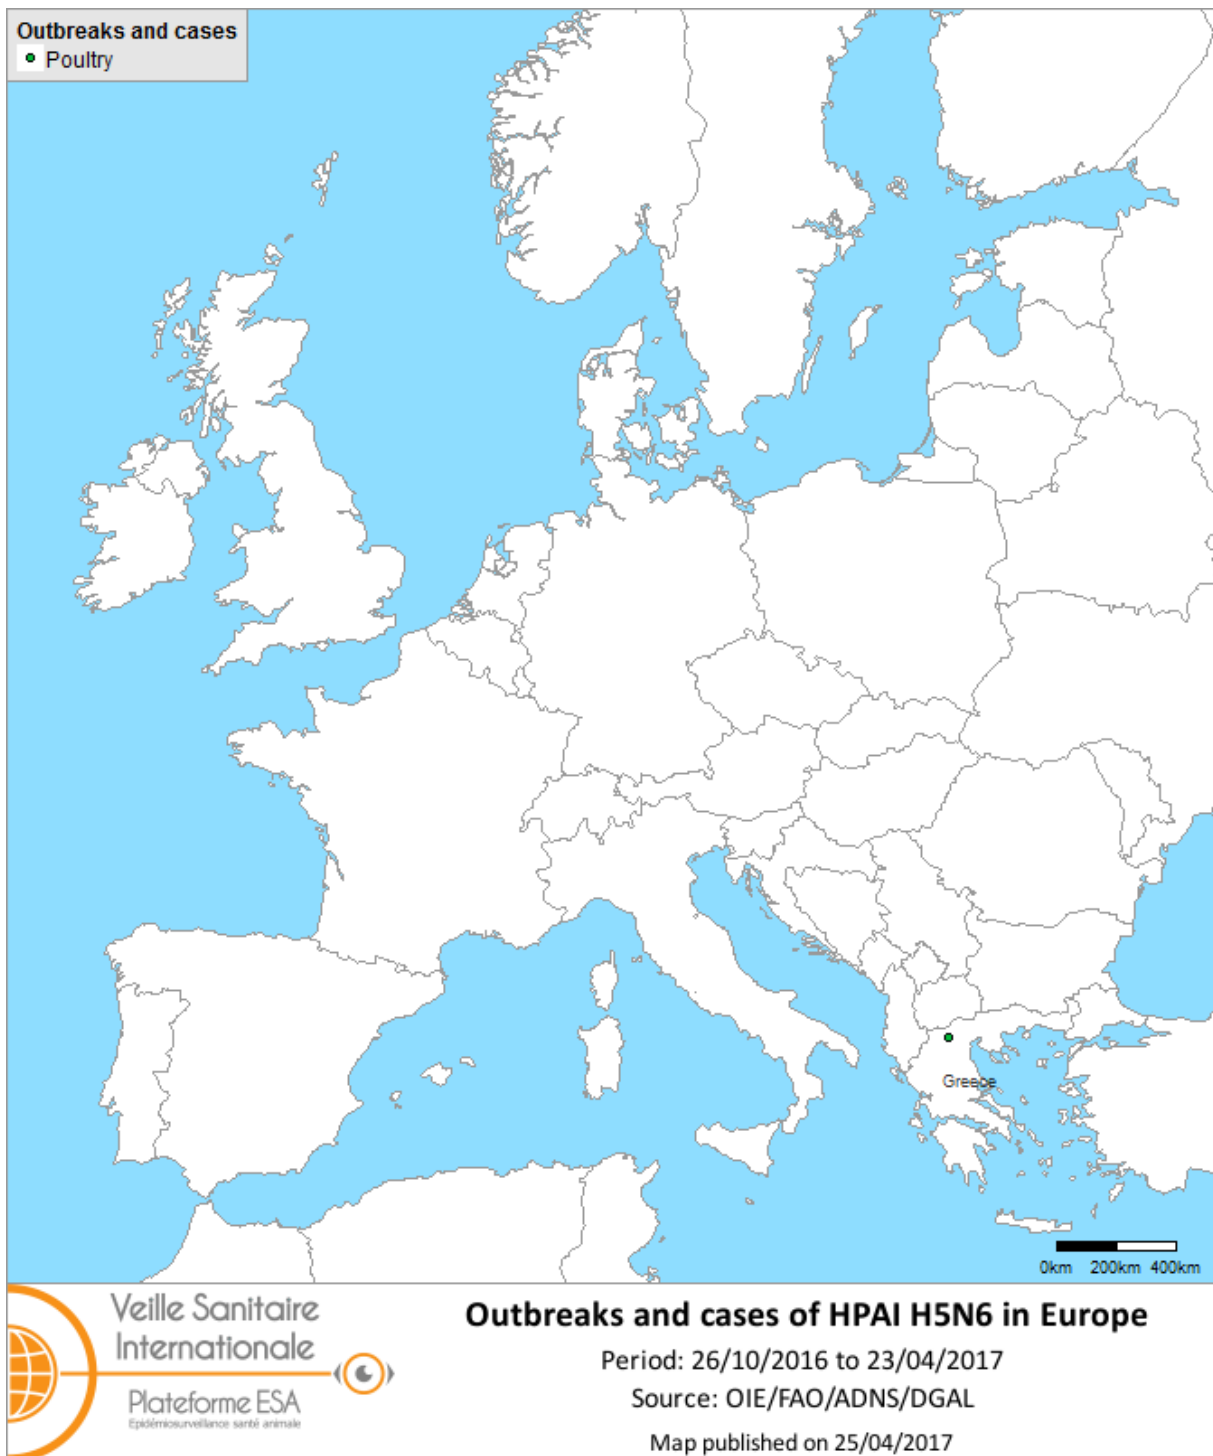 Outbreaks and cases
Poultry
Greece
0km 200km 400km
Veille Sanitaire
Internationale
Plateforme ESA
Epidémiosurveillance santé animale
Outbreaks and cases of HPAI H5N6 in Europe
Period: 26/10/2016 to 23/04/2017
Source: OIE/FAO/ADNS/DGAL
Map published on 25/04/2017